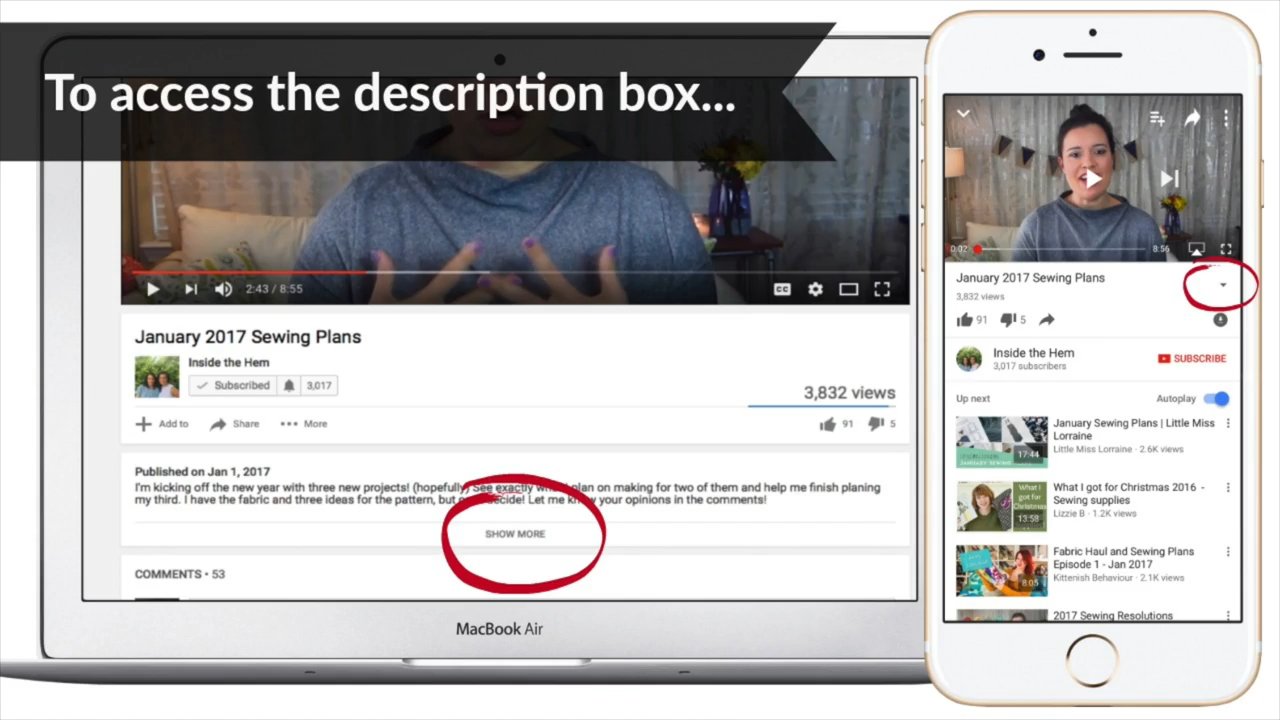 To access the description box...
2:43 / 8:55
CC
January 2017 Sewing Plans
Inside the Hem
Subscribed 3,017
3,832 views
Add to Share More
91 5
Published on Jan 1, 2017
I'm kicking off the new year with three new projects! (hopefully) See exactly plan on making for two of them and help me finish planing
my third. I have the fabric and three ideas for the pattern, but decide! Let me know your opinions in the comments!
SHOW MORE
COMMENTS • 53
MacBook Air
0:02 8:56
January 2017 Sewing Plans
3,832 views
91 5
Inside the Hem
3,017 subscribers
SUBSCRIBE
Up next Autoplay
17:44
January Sewing Plans | Little Miss
Lorraine
Little Miss Lorraine · 2.6K views
What I
got for
Christmas
13:58
What I got for Christmas 2016 -
Sewing supplies
Lizzie B · 1.2K views
8:05
Fabric Haul and Sewing Plans
Episode 1 - Jan 2017
Kittenish Behaviour · 2.1K views
2017 Sewing Resolutions